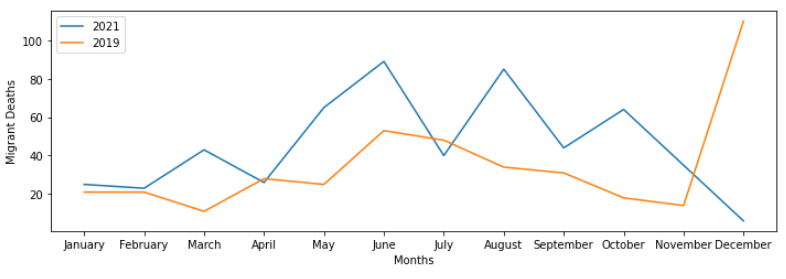 2021
2019
100
80
60
40
20
Migrant Deaths
January February March April May June July August September October November December
Months